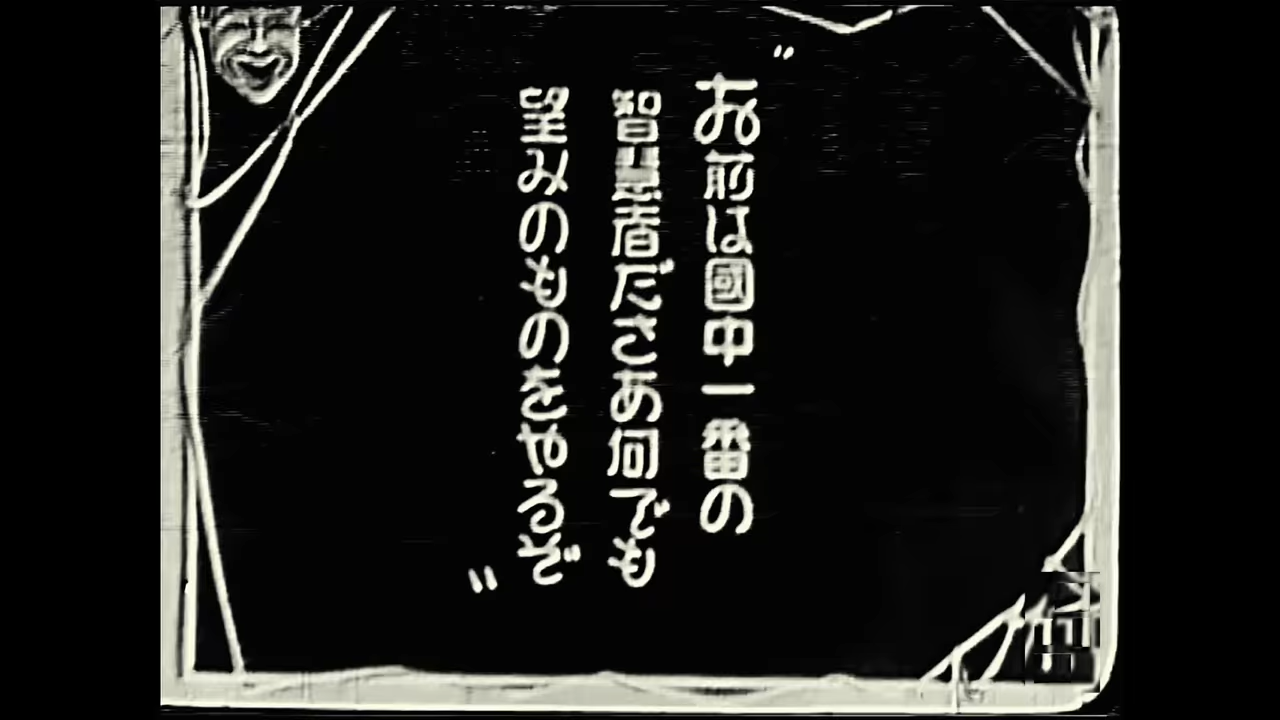 〝お前は國中一番の
智慧者ださあ何でも
望みのものをやるぞ〟